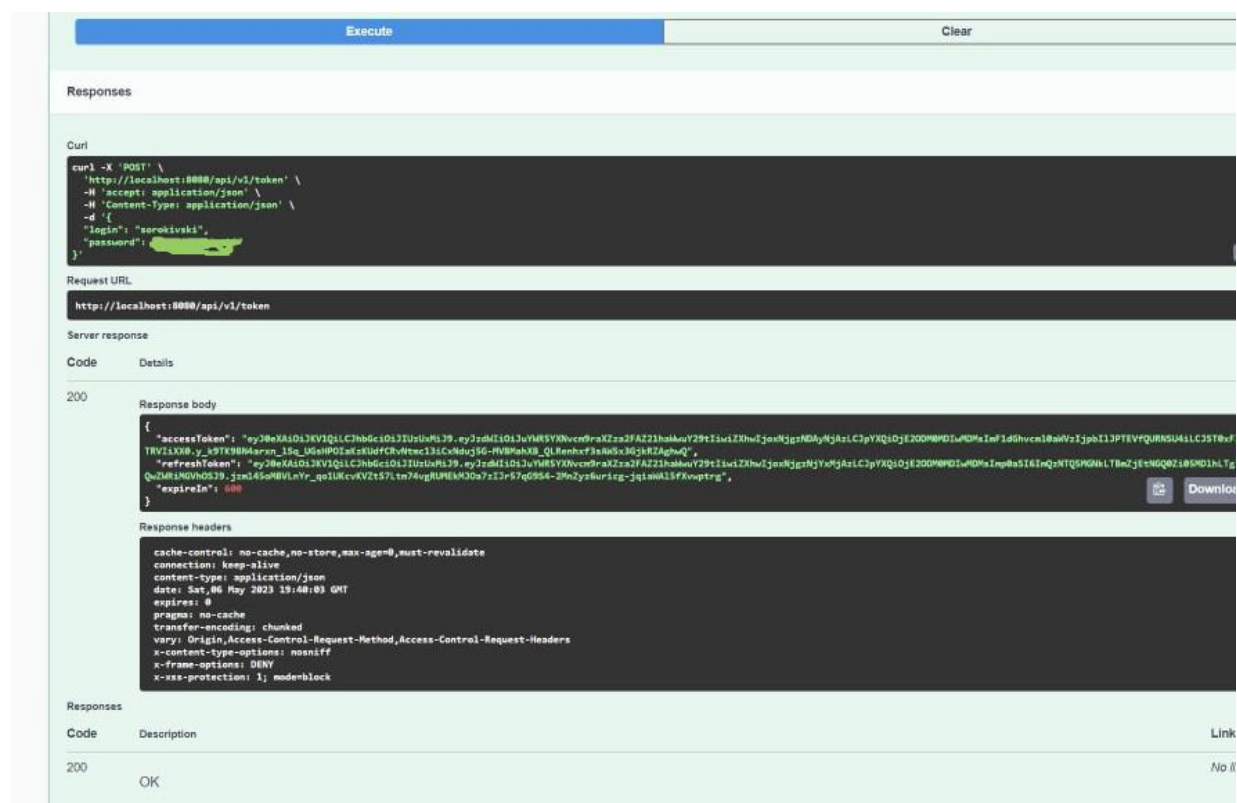 Execute
Clear
Responses
Curl
curl -X 'POST' \
'http://localhost:8080/api/v1/token' \
-H 'accept: application/json' \
-H 'Content-Type: application/json' \
-d '{
"login": "sorokivski",
"password":
}'
Request URL
http://localhost:8080/api/v1/token
Server response
Code Details
200
Response body
{
"accessToken":
"refreshToken":
"expireIn": 600
}
Download
Response headers
cache-control: no-cache,no-store,max-age=0,must-revalidate
connection: keep-alive
content-type: application/json
date: Sat,06 May 2023 19:40:03 GMT
expires: 0
pragma: no-cache
transfer-encoding: chunked
vary: Origin,Access-Control-Request-Method,Access-Control-Request-Headers
x-content-type-options: nosniff
x-frame-options: DENY
x-xss-protection: 1; mode=block
Responses
Code Description Link
200 No
OK